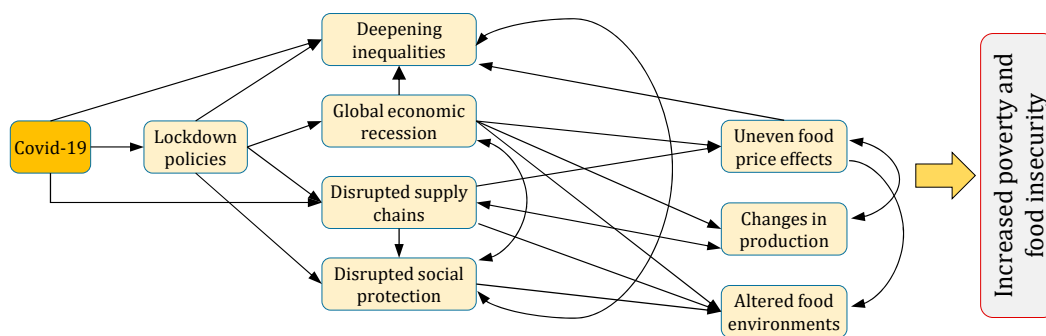 Deepening
inequalities
Global economic
recession
Covid-19
Lockdown
policies
Uneven food
price effects
Disrupted supply
chains
Changes in
production
Disrupted social
protection
Altered food
environments
Increased poverty and
food insecurity